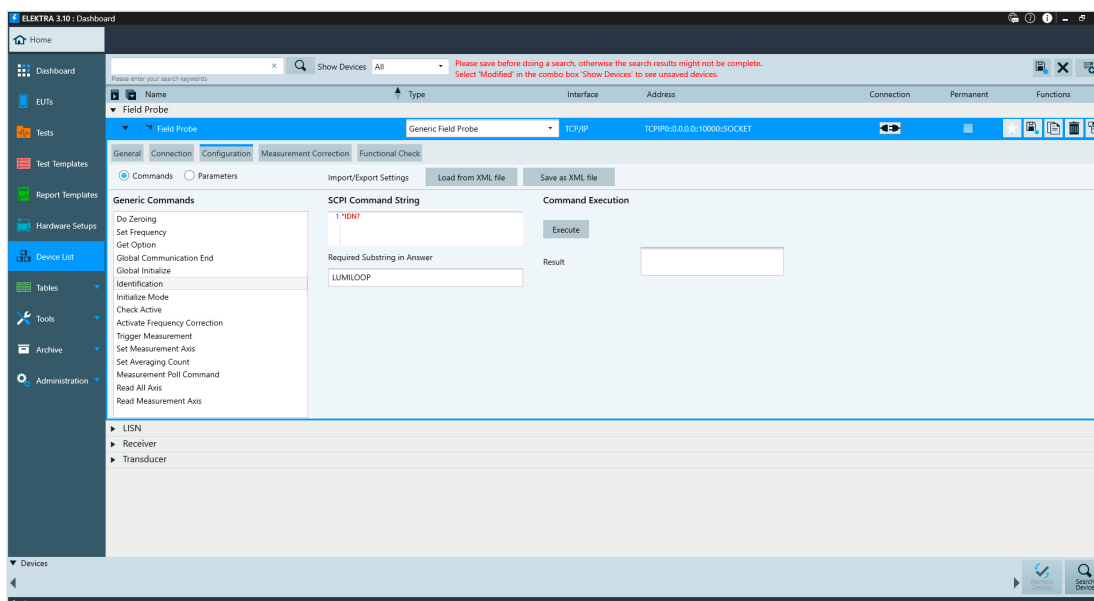 ELEKTRA 3.10 : Dashboard
Home
Dashboard
EUTs
Tests
Test Templates
Report Templates
Hardware Setups
Device List
Tables
Tools
Archive
Administration
Please enter your search keywords
Show Devices All
Please save before doing a search, otherwise the search results might not be complete.
Select 'Modified' in the combo box 'Show Devices' to see unsaved devices.
Name Type Interface Address Connection Permanent Functions
Field Probe
Field Probe Generic Field Probe TCP/IP TCPIP0::0.0.0.0::10000::SOCKET
General Connection Configuration Measurement Correction Functional Check
Commands Parameters Import/Export Settings Load from XML file Save as XML file
Generic Commands SCPI Command String Command Execution
Do Zeroing
Set Frequency
Get Option
Global Communication End
Global Initialize
Identification
Initialize Mode
Check Active
Activate Frequency Correction
Trigger Measurement
Set Measurement Axis
Set Averaging Count
Measurement Poll Command
Read All Axis
Read Measurement Axis
1 *IDN?
Required Substring in Answer
LUMILOOP
Execute
Result
LISN
Receiver
Transducer
Devices
Search
Device